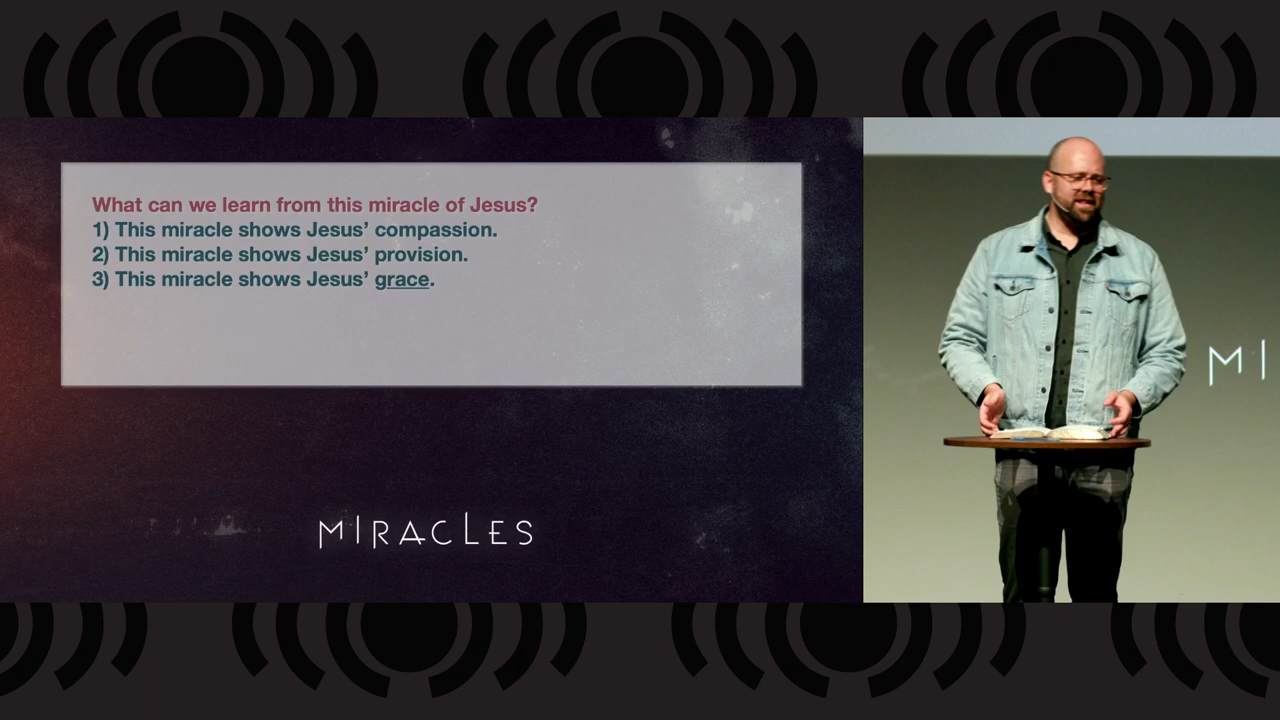 What can we learn from this miracle of Jesus?
1) This miracle shows Jesus’ compassion.
2) This miracle shows Jesus’ provision.
3) This miracle shows Jesus’ grace.
MIRACLES
MI